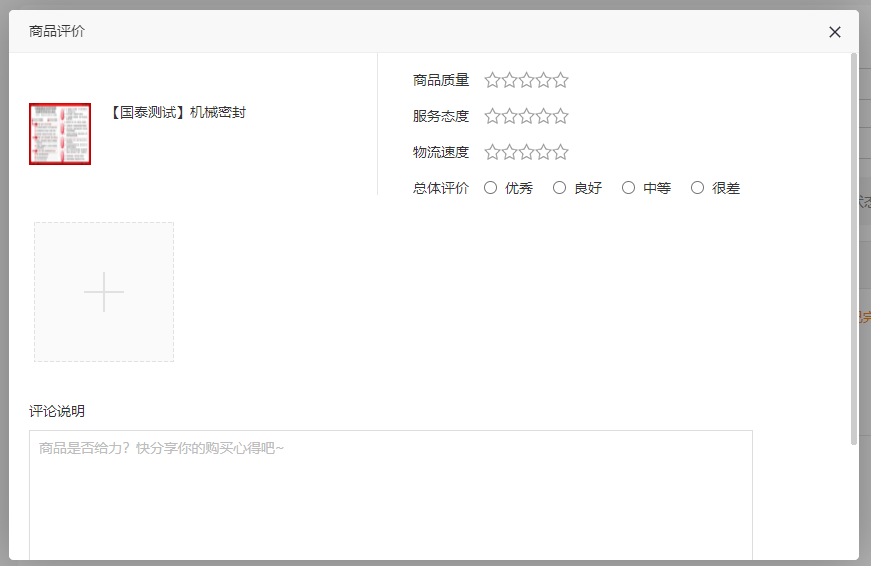 商品评价
【国泰测试】机械密封
商品质量
服务态度
物流速度
总体评价 优秀 良好 中等 很差
评论说明
商品是否给力？快分享你的购买心得吧~